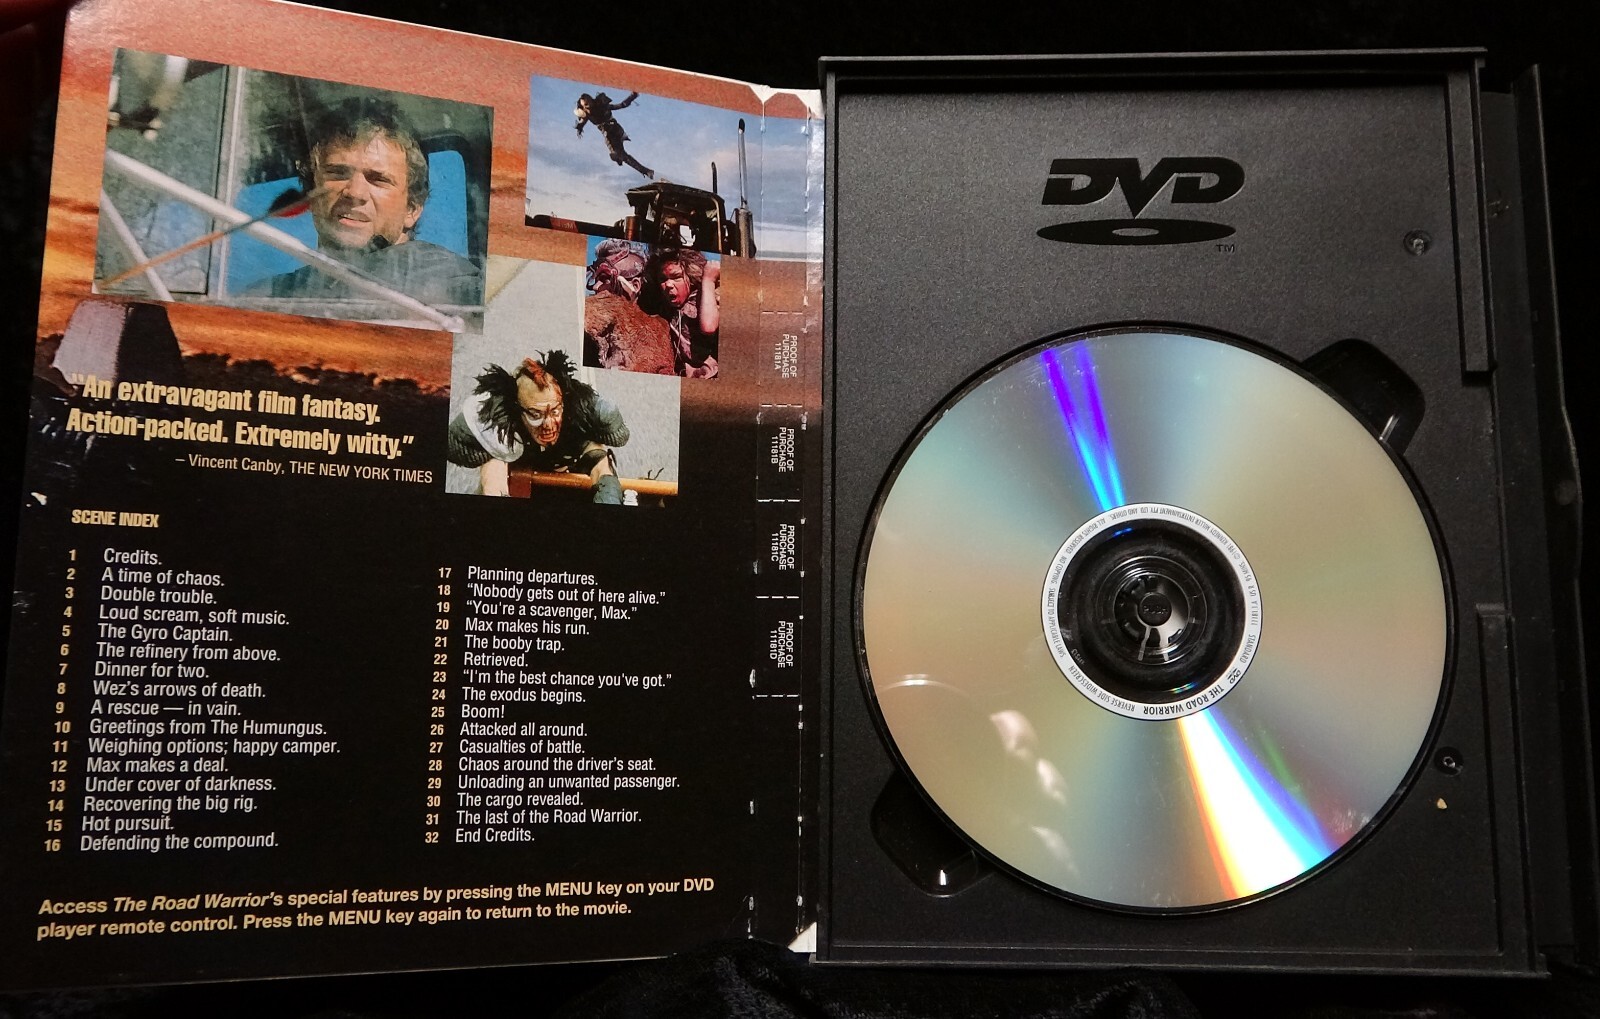 "An extravagant film fantasy.
Action-packed. Extremely witty."
– Vincent Canby, THE NEW YORK TIMES
SCENE INDEX
1 Credits.
2 A time of chaos.
3 Double trouble.
4 Loud scream, soft music.
5 The Gyro Captain.
6 The refinery from above.
7 Dinner for two.
8 Wez's arrows of death.
9 A rescue — in vain.
10 Greetings from The Humungus.
11 Weighing options; happy camper.
12 Max makes a deal.
13 Under cover of darkness.
14 Recovering the big rig.
15 Hot pursuit.
16 Defending the compound.
17 Planning departures.
18 "Nobody gets out of here alive."
19 "You're a scavenger, Max."
20 Max makes his run.
21 The booby trap.
22 Retrieved.
23 "I'm the best chance you've got."
24 The exodus begins.
25 Boom!
26 Attacked all around.
27 Casualties of battle.
28 Chaos around the driver's seat.
29 Unloading an unwanted passenger.
30 The cargo revealed.
31 The last of the Road Warrior.
32 End Credits.
Access The Road Warrior's special features by pressing the MENU key on your DVD
player remote control. Press the MENU key again to return to the movie.
PROOF OF
PURCHASE
11181A
PROOF OF
PURCHASE
11181B
PROOF OF
PURCHASE
11181C
PROOF OF
PURCHASE
11181D
DVD
TM
THE ROAD WARRIOR
REVERSE SIDE WIDESCREEN
STANDARD